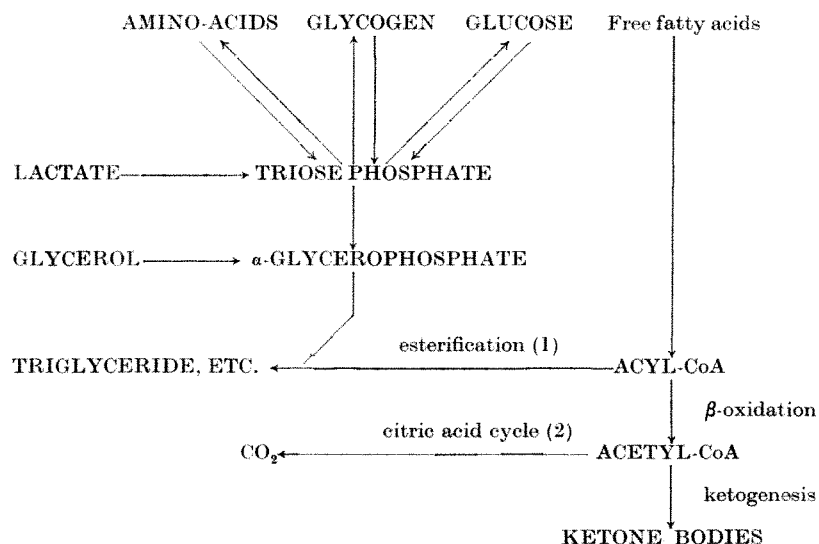 AMINO-ACIDS GLYCOGEN GLUCOSE Free fatty acids
LACTATE TRIOSE PHOSPHATE
GLYCEROL α-GLYCEROPHOSPHATE
esterification (1)
TRIGLYCERIDE, ETC. ACYL-CoA
β-oxidation
citric acid cycle (2)
CO₂ ACETYL-CoA
ketogenesis
KETONE BODIES